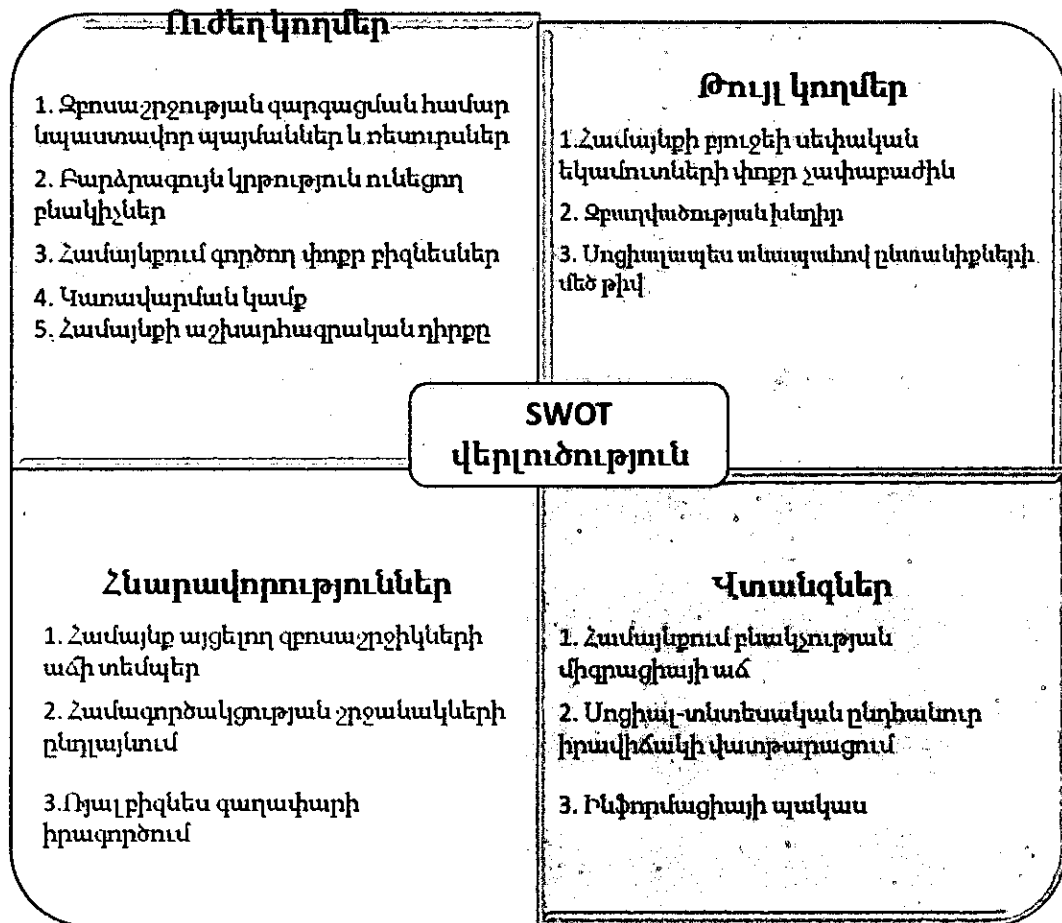 Ուժեղ կողմեր
1. Զբոսաշրջության զարգացման համար
նպաստավոր պայմաններ և ռեսուրսներ
2. Բարձրագույն կրթություն ունեցող
բնակիչներ
3. Համայնքում գործող փոքր բիզնեսներ
4. Կառավարման կամք
5. Համայնքի աշխարհագրական դիրքը
Թույլ կողմեր
1.Համայնքի բյուջեի սեփական
եկամուտների փոքր չափաբաժին
2. Զբաղվածության խնդիր
3. Սոցիալապես անապահով ընտանիքների
մեծ թիվ
SWOT
վերլուծություն
Հնարավորություններ
1. Համայնք այցելող զբոսաշրջիկների
աճի տեմպեր
2. Համագործակցության շրջանակների
ընդլայնում
3.Ռյալ բիզնես գաղափարի
իրագործում
Վտանգներ
1. Համայնքում բնակչության
միգրացիայի աճ
2. Սոցիալ-տնտեսական ընդհանուր
իրավիճակի վատթարացում
3. Ինֆորմացիայի պակաս